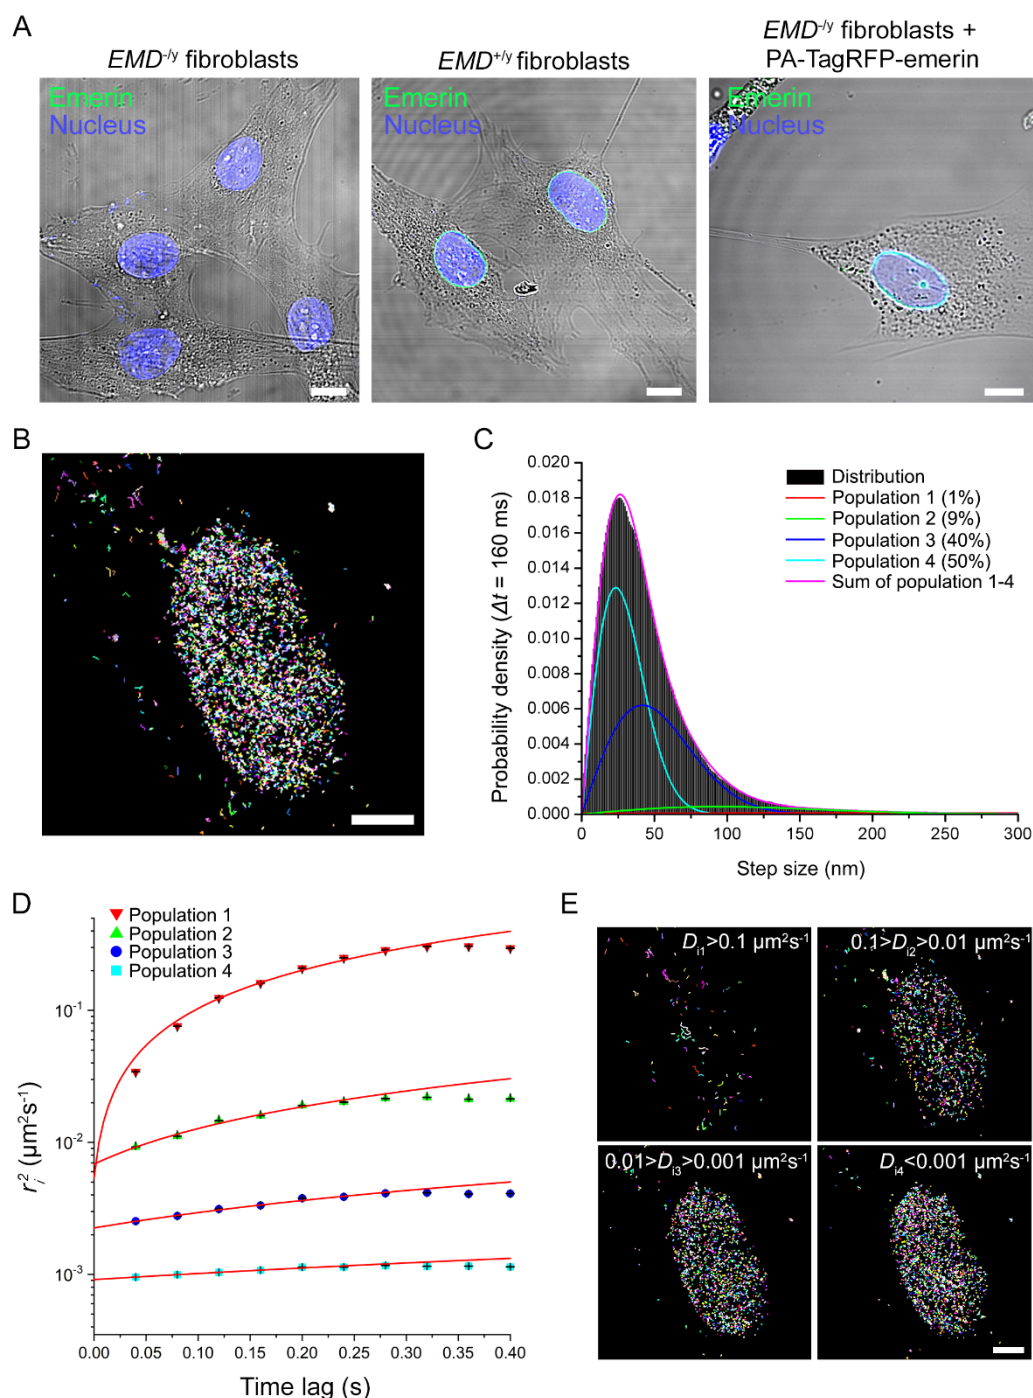 A
EMD-/y fibroblasts
EMD+/y fibroblasts
EMD-/y fibroblasts +
PA-TagRFP-emerin
Emerin
Nucleus
Emerin
Nucleus
Emerin
Nucleus
B
C
Probability density (Δt = 160 ms)
0.020
0.018
0.016
0.014
0.012
0.010
0.008
0.006
0.004
0.002
0.000
0
50
100
150
200
250
300
Step size (nm)
Distribution
Population 1 (1%)
Population 2 (9%)
Population 3 (40%)
Population 4 (50%)
Sum of population 1-4
D
Population 1
Population 2
Population 3
Population 4
r_i^2 (µm²s⁻¹)
10⁻¹
10⁻²
10⁻³
0.00
0.05
0.10
0.15
0.20
0.25
0.30
0.35
0.40
Time lag (s)
E
Di1>0.1 µm²s⁻¹
0.1>Di2>0.01 µm²s⁻¹
0.01>Di3>0.001 µm²s⁻¹
Di4<0.001 µm²s⁻¹